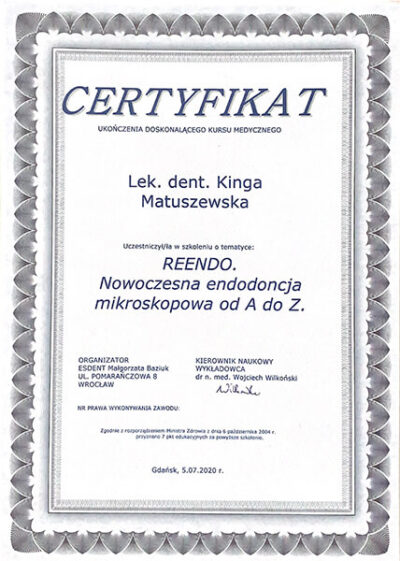 CERTYFIKAT
UKOŃCZENIA DOSKONALĄCEGO KURSU MEDYCZNEGO
Lek. dent. Kinga
Matuszewska
Uczestniczył/ła w szkoleniu o tematyce:
REENDO.
Nowoczesna endodoncja
mikroskopowa od A do Z.
ORGANIZATOR
ESDENT Małgorzata Baziuk
UL. POMARAŃCZOWA 8
WROCŁAW
KIEROWNIK NAUKOWY
WYKŁADOWCA
dr n. med. Wojciech Wilkoński
NR PRAWA WYKONYWANIA ZAWODU:
Zgodnie z rozporządzeniem Ministra Zdrowia z dnia 6 października 2004 r.
przyznano 7 pkt edukacyjnych za powyższe szkolenie.
Gdańsk, 5.07.2020 r.